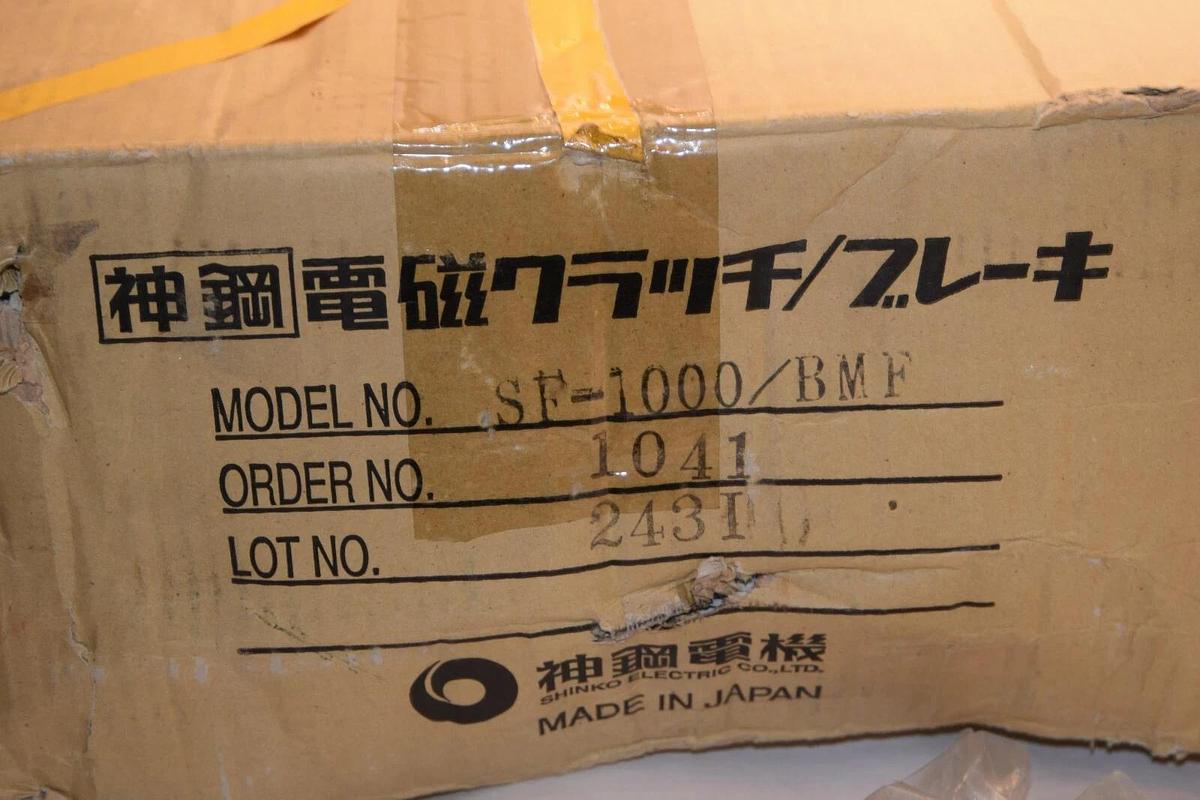 神鋼電磁クラッチ/ブレーキ
MODEL NO. SF-1000/BMF
ORDER NO. 1041
LOT NO. 243I
神鋼電機
SHINKO ELECTRIC CO.,LTD.
MADE IN JAPAN